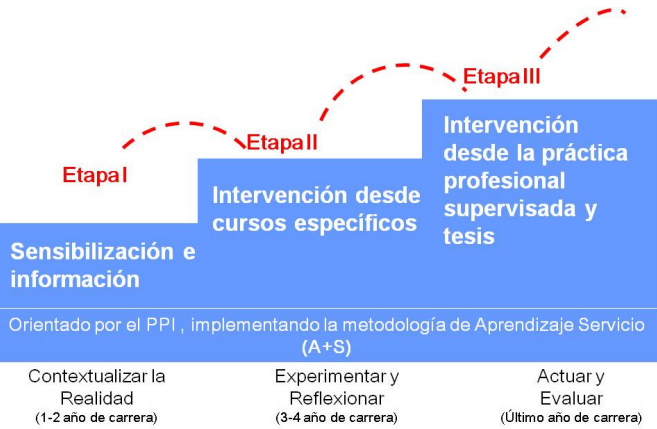 Etapa I
Sensibilización e
información
Etapa II
Intervención desde
cursos específicos
Etapa III
Intervención
desde la práctica
profesional
supervisada y
tesis
Orientado por el PPI , implementando la metodología de Aprendizaje Servicio
(A+S)
Contextualizar la
Realidad
(1-2 año de carrera)
Experimentar y
Reflexionar
(3-4 año de carrera)
Actuar y
Evaluar
(Último año de carrera)